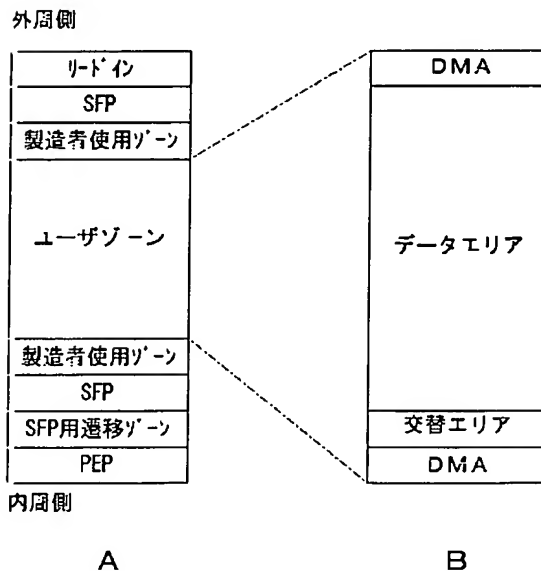 外周側
リードイン
SFP
製造者使用ゾーン
ユーザゾーン
製造者使用ゾーン
SFP
SFP用遷移ゾーン
PEP
内周側
A
DMA
データエリア
交替エリア
DMA
B